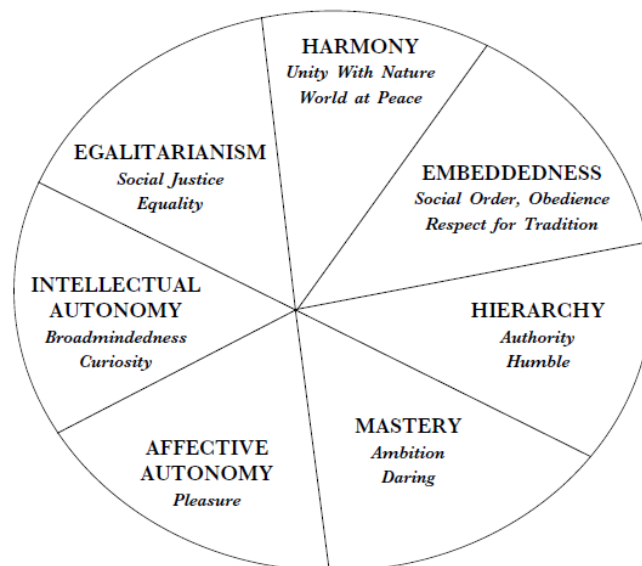 HARMONY
Unity With Nature
World at Peace
EGALITARIANISM
Social Justice
Equality
EMBEDDEDNESS
Social Order, Obedience
Respect for Tradition
INTELLECTUAL
AUTONOMY
Broadmindedness
Curiosity
HIERARCHY
Authority
Humble
AFFECTIVE
AUTONOMY
Pleasure
MASTERY
Ambition
Daring